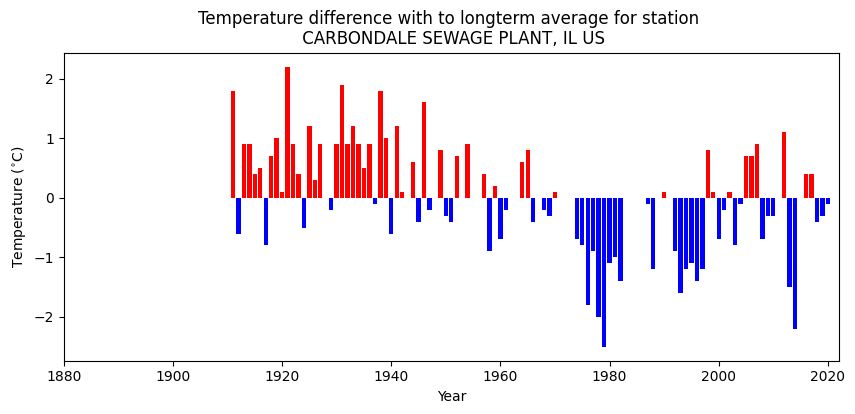 Temperature difference with to longterm average for station
CARBONDALE SEWAGE PLANT, IL US
Temperature (°C)
2
1
0
−1
−2
1880 1900 1920 1940 1960 1980 2000 2020
Year